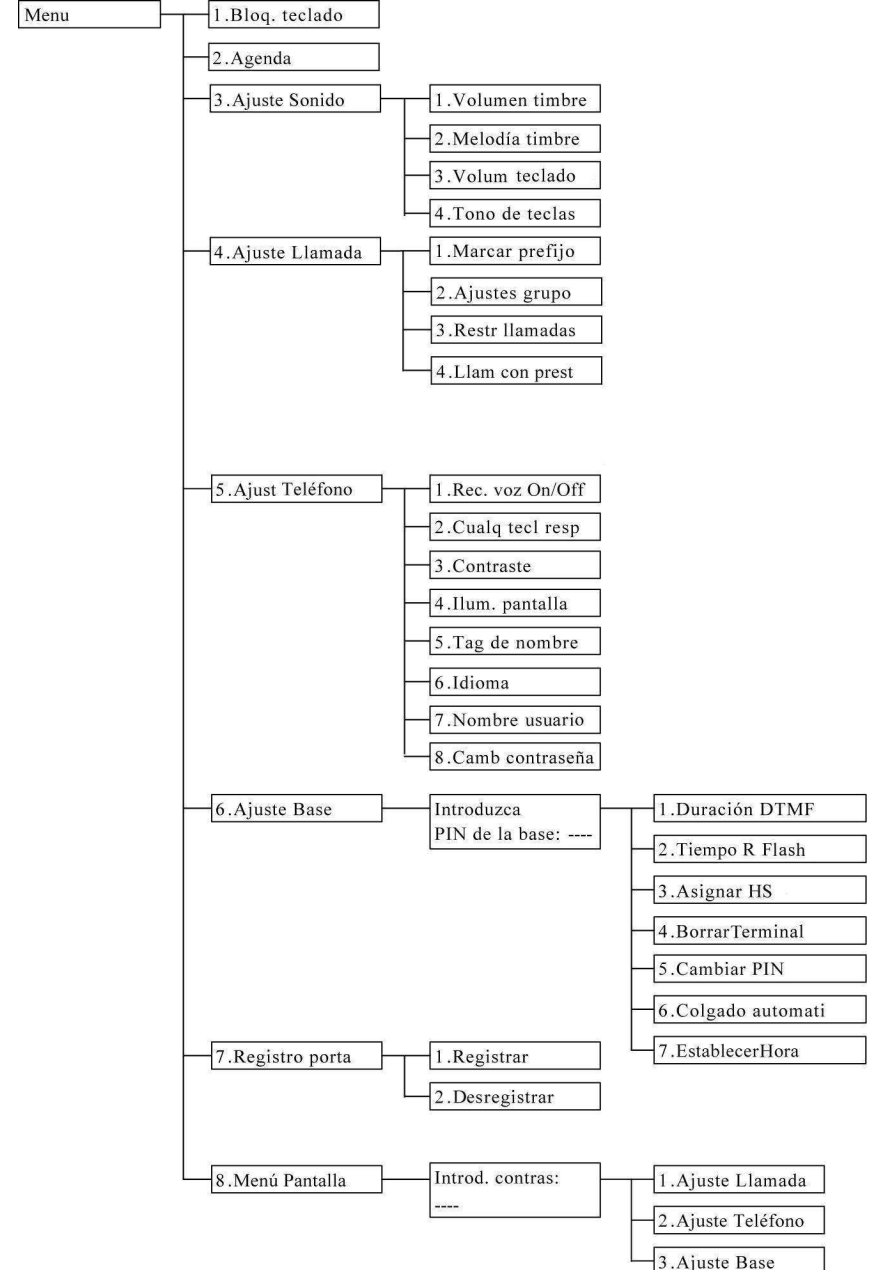 Menu
1.Bloq. teclado
2.Agenda
3.Ajuste Sonido
1.Volumen timbre
2.Melodía timbre
3.Volum teclado
4.Tono de teclas
4.Ajuste Llamada
1.Marcar prefijo
2.Ajustes grupo
3.Restr llamadas
4.Llam con prest
5.Ajust Teléfono
1.Rec. voz On/Off
2.Cualq tecl resp
3.Contraste
4.Ilum. pantalla
5.Tag de nombre
6.Idioma
7.Nombre usuario
8.Camb contraseña
6.Ajuste Base
Introduzca
PIN de la base: ----
1.Duración DTMF
2.Tiempo R Flash
3.Asignar HS
4.BorrarTerminal
5.Cambiar PIN
6.Colgado automati
7.EstablecerHora
7.Registro porta
1.Registrar
2.Desregistrar
8.Menú Pantalla
Introd. contras:
----
1.Ajuste Llamada
2.Ajuste Teléfono
3.Ajuste Base